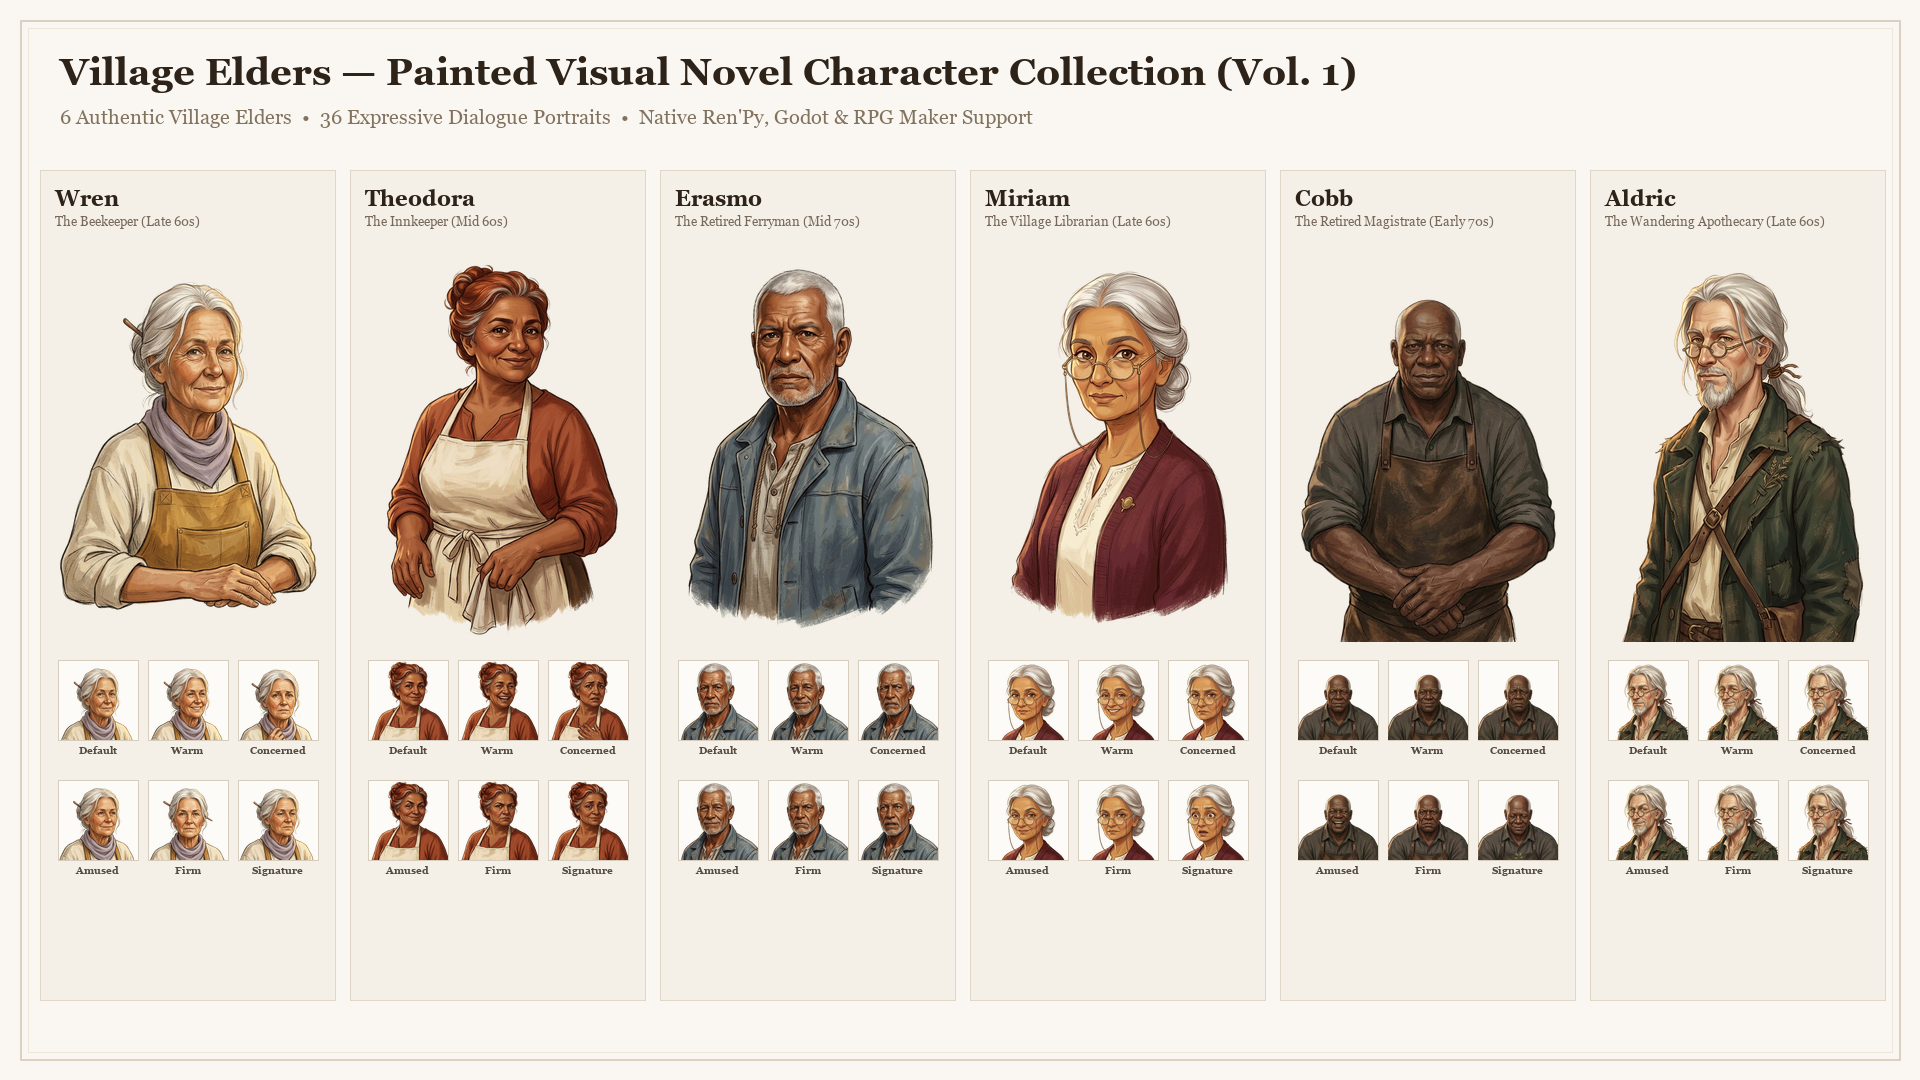 Village Elders — Painted Visual Novel Character Collection (Vol. 1)
6 Authentic Village Elders • 36 Expressive Dialogue Portraits • Native Ren'Py, Godot & RPG Maker Support
Wren
The Beekeeper (Late 60s)
Default
Warm
Concerned
Amused
Firm
Signature
Theodora
The Innkeeper (Mid 60s)
Default
Warm
Concerned
Amused
Firm
Signature
Erasmo
The Retired Ferryman (Mid 70s)
Default
Warm
Concerned
Amused
Firm
Signature
Miriam
The Village Librarian (Late 60s)
Default
Warm
Concerned
Amused
Firm
Signature
Cobb
The Retired Magistrate (Early 70s)
Default
Warm
Concerned
Amused
Firm
Signature
Aldric
The Wandering Apothecary (Late 60s)
Default
Warm
Concerned
Amused
Firm
Signature